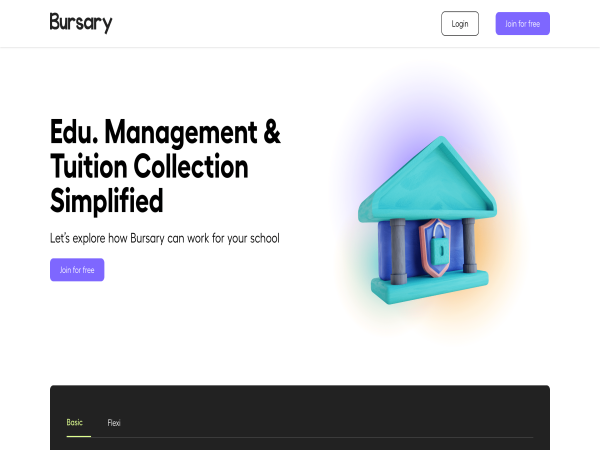 Bursary
Login
Join for free
Edu. Management &
Tuition Collection
Simplified
Let's explore how Bursary can work for your school
Join for free
Basic
Flexi